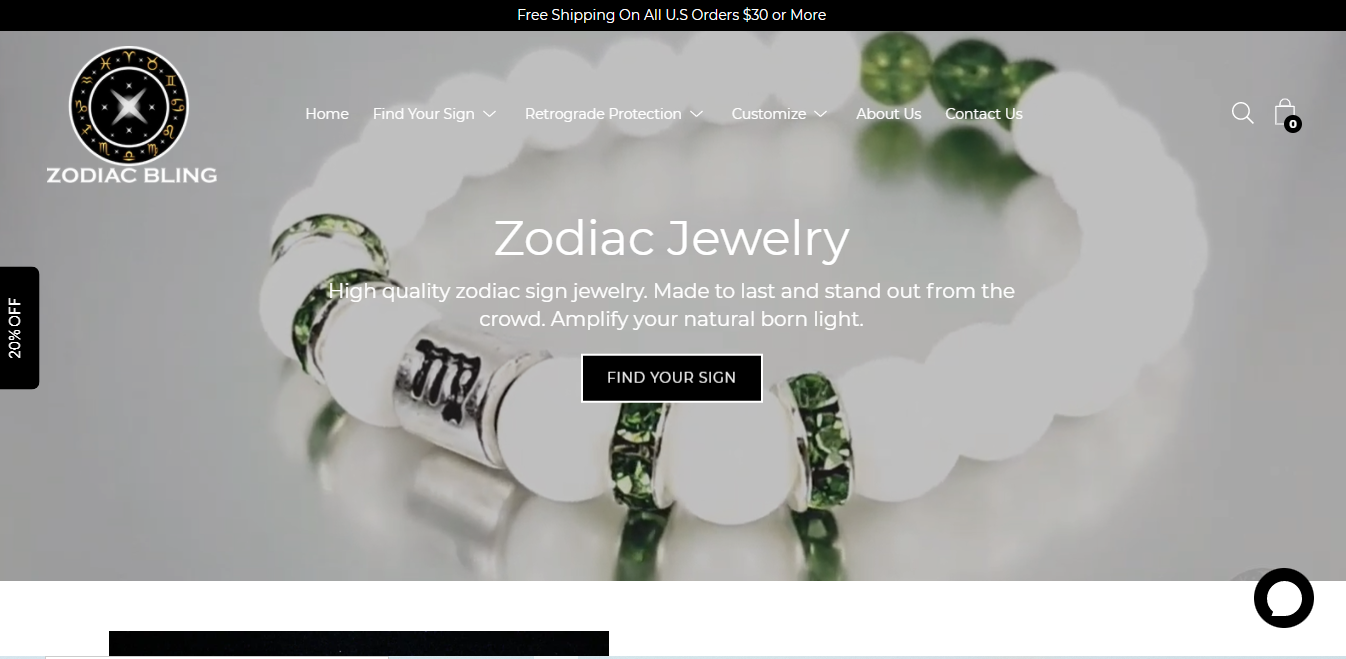 Free Shipping On All U.S Orders $30 or More
ZODIAC BLING
Home Find Your Sign Retrograde Protection Customize About Us Contact Us
0
Zodiac Jewelry
High quality zodiac sign jewelry. Made to last and stand out from the
crowd. Amplify your natural born light.
20% OFF
FIND YOUR SIGN